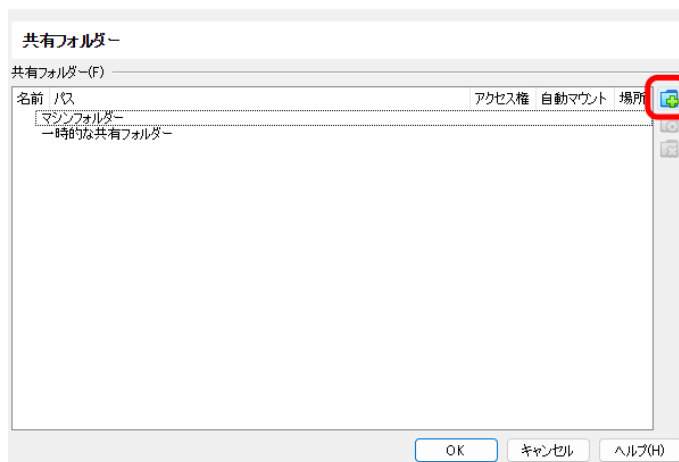 共有フォルダー
共有フォルダー(F)
名前 パス アクセス権 自動マウント 場所
マシンフォルダー
一時的な共有フォルダー
OK キャンセル ヘルプ(H)